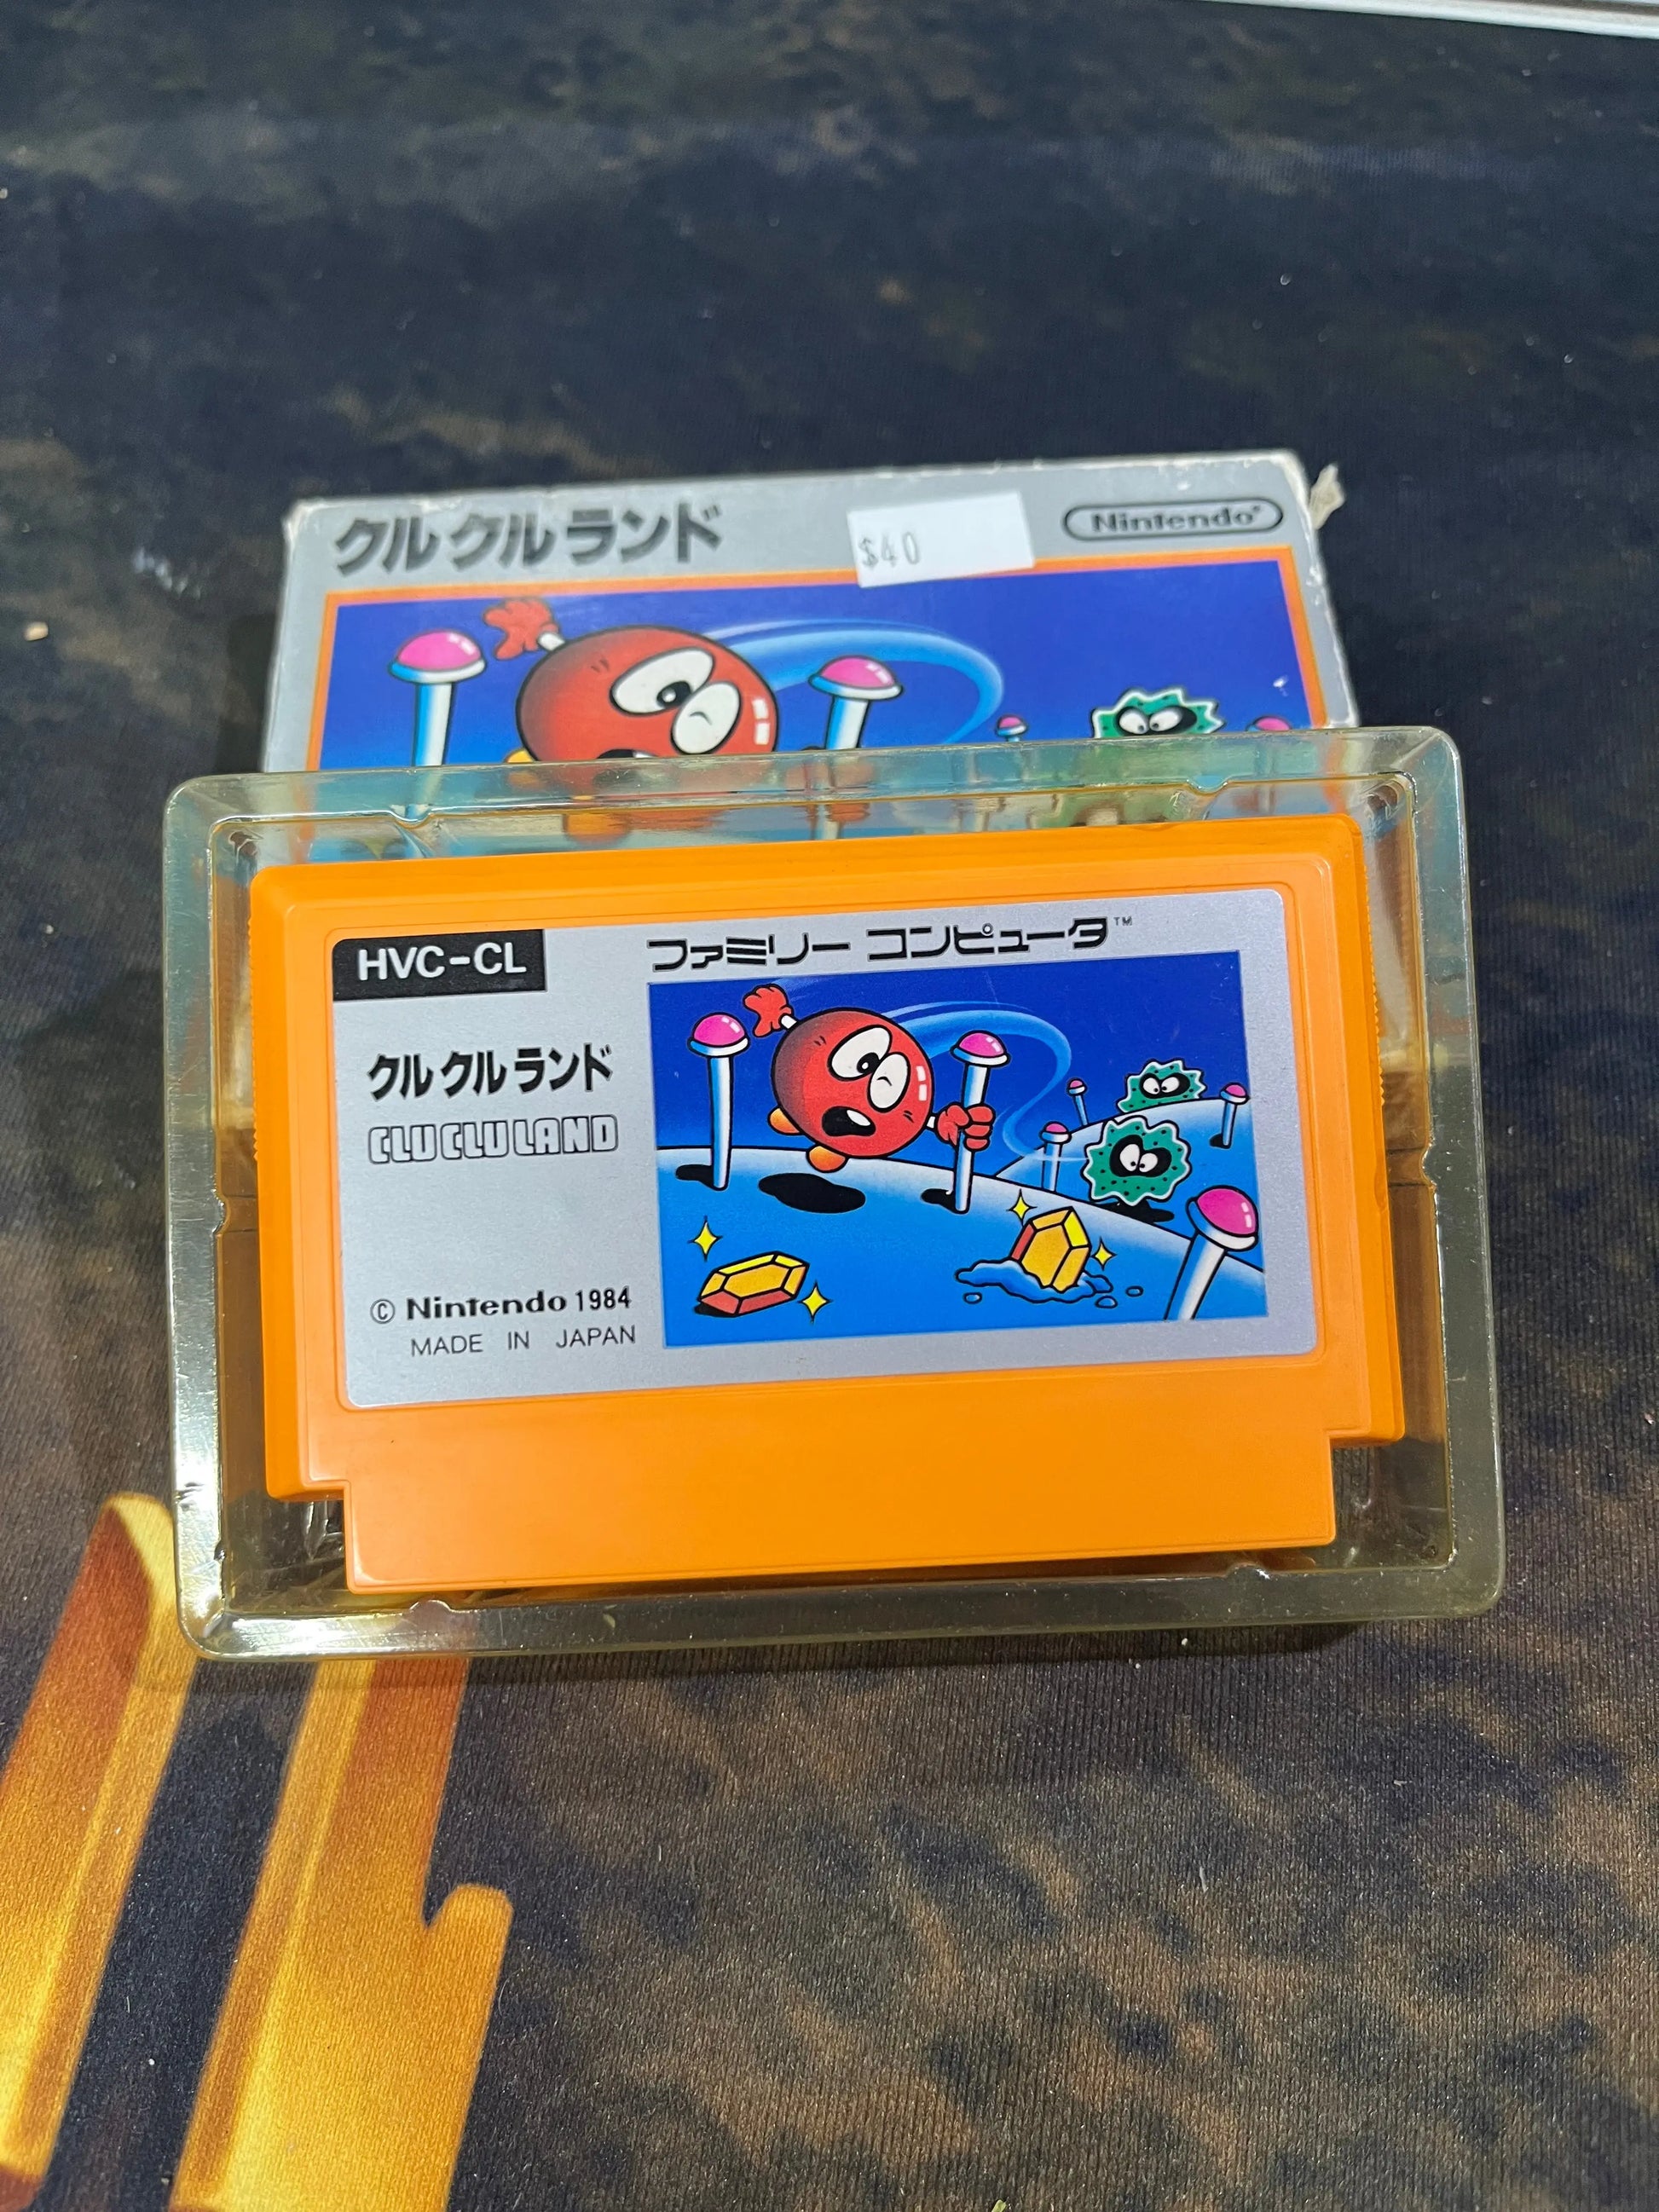 クルクルランド
$40
Nintendo®
HVC-CL
ファミリー コンピュータ™
クルクルランド
CLU CLU LAND
© Nintendo 1984
MADE IN JAPAN